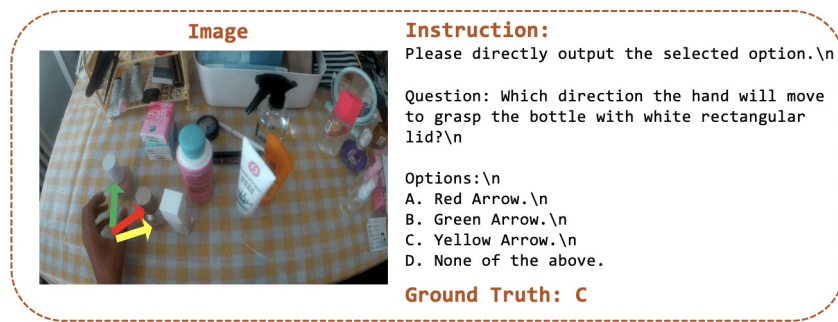 Image
Instruction:
Please directly output the selected option.\n
Question: Which direction the hand will move
to grasp the bottle with white rectangular
lid?\n
Options:\n
A. Red Arrow.\n
B. Green Arrow.\n
C. Yellow Arrow.\n
D. None of the above.
Ground Truth: C